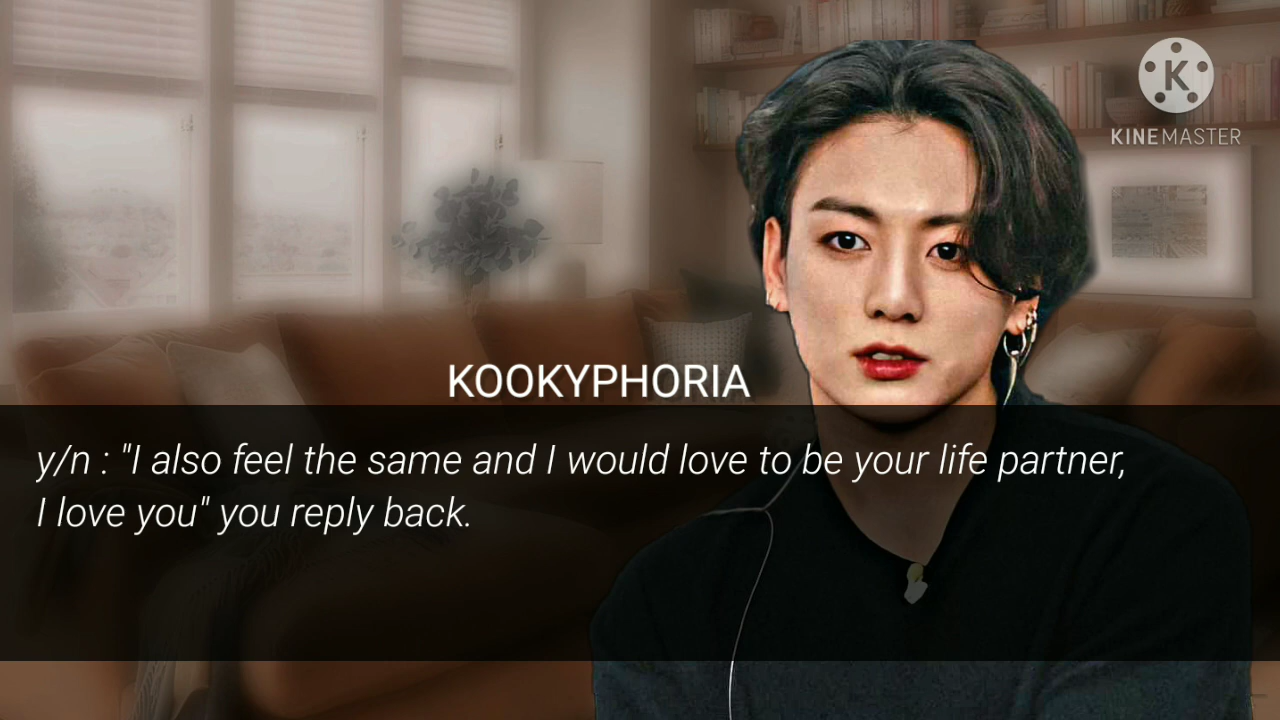 K
KINEMASTER
KOOKYPHORIA
y/n : "I also feel the same and I would love to be your life partner,
I love you" you reply back.